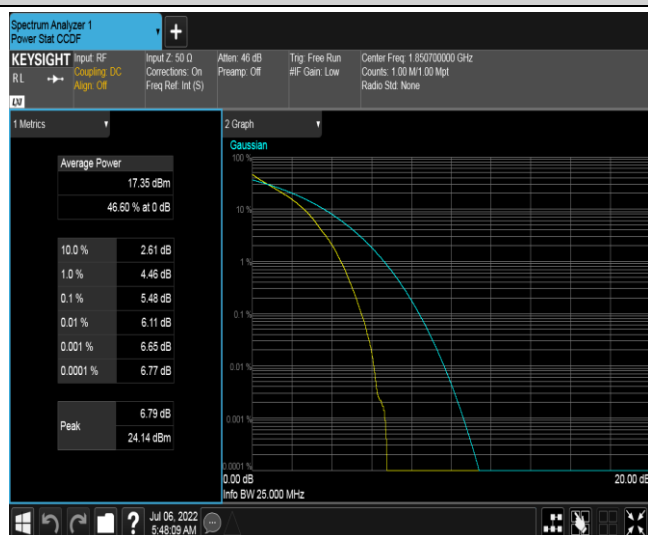 Spectrum Analyzer 1
Power Stat CCDF
+
KEYSIGHT
RL
LXI
Input: RF
Coupling: DC
Align: Off
Input Z: 50 Ω
Corrections: On
Freq Ref: Int (S)
Atten: 46 dB
Preamp: Off
Trig: Free Run
#IF Gain: Low
Center Freq: 1.850700000 GHz
Counts: 1.00 M/1.00 Mpt
Radio Std: None
1 Metrics
Average Power
17.35 dBm
46.60 % at 0 dB
10.0 % 2.61 dB
1.0 % 4.46 dB
0.1 % 5.48 dB
0.01 % 6.11 dB
0.001 % 6.65 dB
0.0001 % 6.77 dB
Peak
6.79 dB
24.14 dBm
2 Graph
Gaussian
100 %
10 %
1 %
0.1 %
0.01 %
0.001 %
0.0001 %
0.00 dB
20.00 dB
Info BW 25.000 MHz
?
Jul 06, 2022
5:48:09 AM